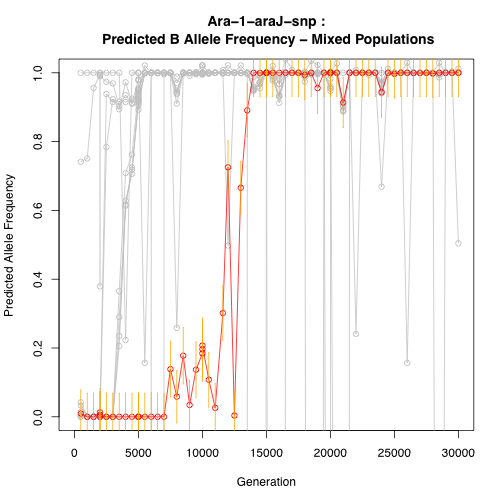 Ara−1−araJ−snp :
Predicted B Allele Frequency − Mixed Populations
Predicted Allele Frequency
1.0
0.8
0.6
0.4
0.2
0.0
0 5000 10000 15000 20000 25000 30000
Generation